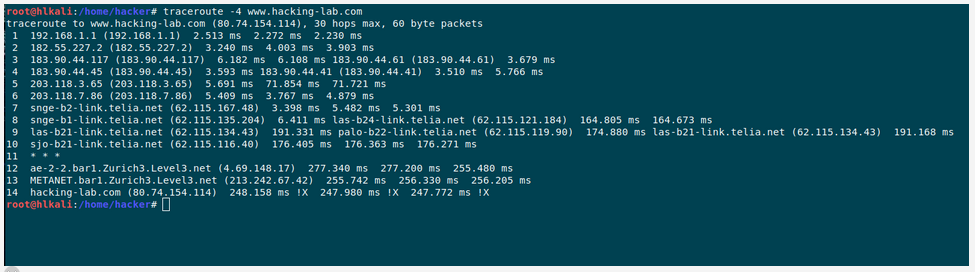 root@hlkali:/home/hacker# traceroute -4 www.hacking-lab.com
traceroute to www.hacking-lab.com (80.74.154.114), 30 hops max, 60 byte packets
1 192.168.1.1 (192.168.1.1) 2.513 ms 2.272 ms 2.230 ms
2 182.55.227.2 (182.55.227.2) 3.240 ms 4.003 ms 3.903 ms
3 183.90.44.117 (183.90.44.117) 6.182 ms 6.108 ms 183.90.44.61 (183.90.44.61) 3.679 ms
4 183.90.44.45 (183.90.44.45) 3.593 ms 183.90.44.41 (183.90.44.41) 3.510 ms 5.766 ms
5 203.118.3.65 (203.118.3.65) 5.691 ms 71.854 ms 71.721 ms
6 203.118.7.86 (203.118.7.86) 5.409 ms 3.767 ms 4.879 ms
7 snge-b2-link.telia.net (62.115.167.48) 3.398 ms 5.482 ms 5.301 ms
8 snge-b1-link.telia.net (62.115.135.204) 6.411 ms las-b24-link.telia.net (62.115.121.184) 164.805 ms 164.673 ms
9 las-b21-link.telia.net (62.115.134.43) 191.331 ms palo-b22-link.telia.net (62.115.119.90) 174.880 ms las-b21-link.telia.net (62.115.134.43) 191.168 ms
10 sjo-b21-link.telia.net (62.115.116.40) 176.405 ms 176.363 ms 176.271 ms
11 * * *
12 ae-2-2.bar1.Zurich3.Level3.net (4.69.148.17) 277.340 ms 277.200 ms 255.480 ms
13 METANET.bar1.Zurich3.Level3.net (213.242.67.42) 255.742 ms 256.330 ms 256.205 ms
14 hacking-lab.com (80.74.154.114) 248.158 ms !X 247.980 ms !X 247.772 ms !X
root@hlkali:/home/hacker#